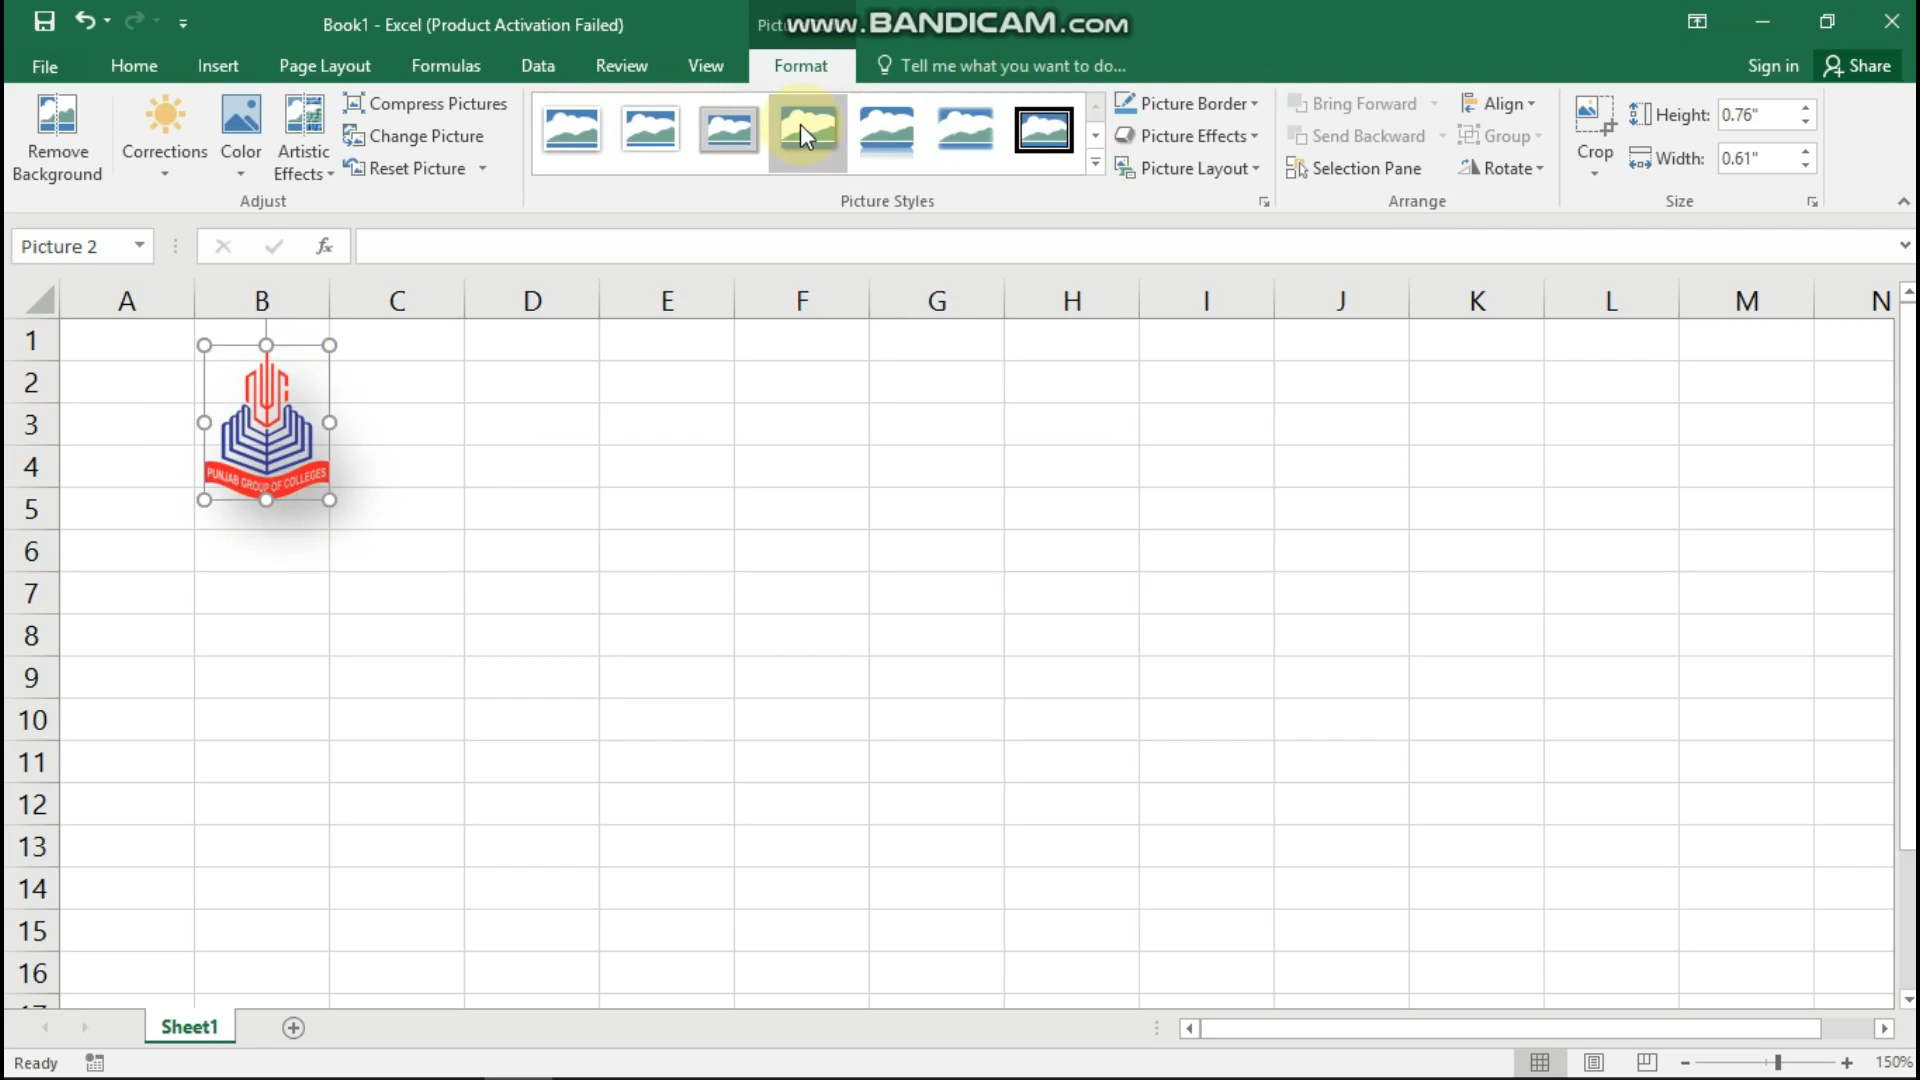 Book1 - Excel (Product Activation Failed)
www.BANDICAM.com
File Home Insert Page Layout Formulas Data Review View Format Tell me what you want to do... Sign in Share
Remove Background
Corrections
Color
Artistic Effects
Compress Pictures
Change Picture
Reset Picture
Adjust
Picture Styles
Picture Border
Picture Effects
Picture Layout
Bring Forward
Send Backward
Selection Pane
Align
Group
Rotate
Arrange
Crop
Height: 0.76"
Width: 0.61"
Size
Picture 2
fx
A B C D E F G H I J K L M N
1
2
3
4
5
6
7
8
9
10
11
12
13
14
15
16
PUNJAB GROUP OF COLLEGES
Sheet1
Ready
150%